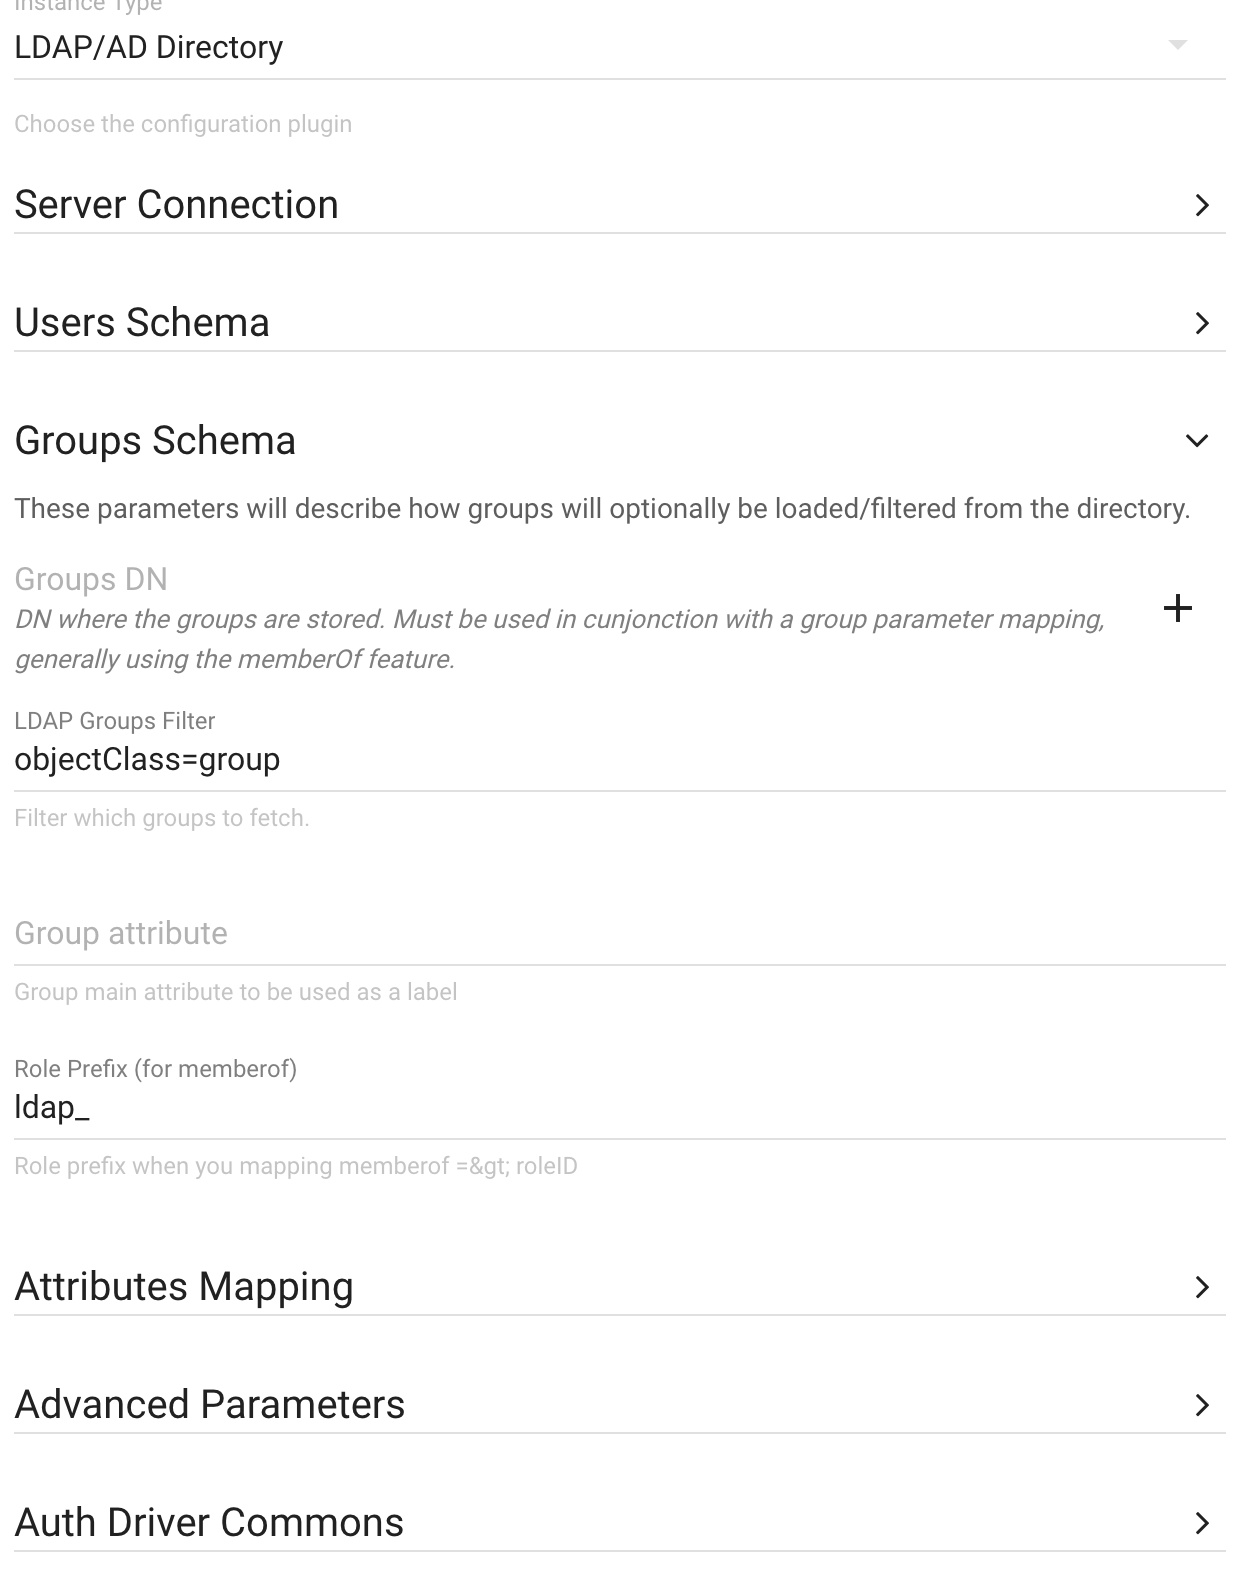 Instance Type
LDAP/AD Directory
Choose the configuration plugin
Server Connection
Users Schema
Groups Schema
These parameters will describe how groups will optionally be loaded/filtered from the directory.
Groups DN
DN where the groups are stored. Must be used in cunjonction with a group parameter mapping,
generally using the memberOf feature.
LDAP Groups Filter
objectClass=group
Filter which groups to fetch.
Group attribute
Group main attribute to be used as a label
Role Prefix (for memberof)
ldap_
Role prefix when you mapping memberof =&gt; roleID
Attributes Mapping
Advanced Parameters
Auth Driver Commons